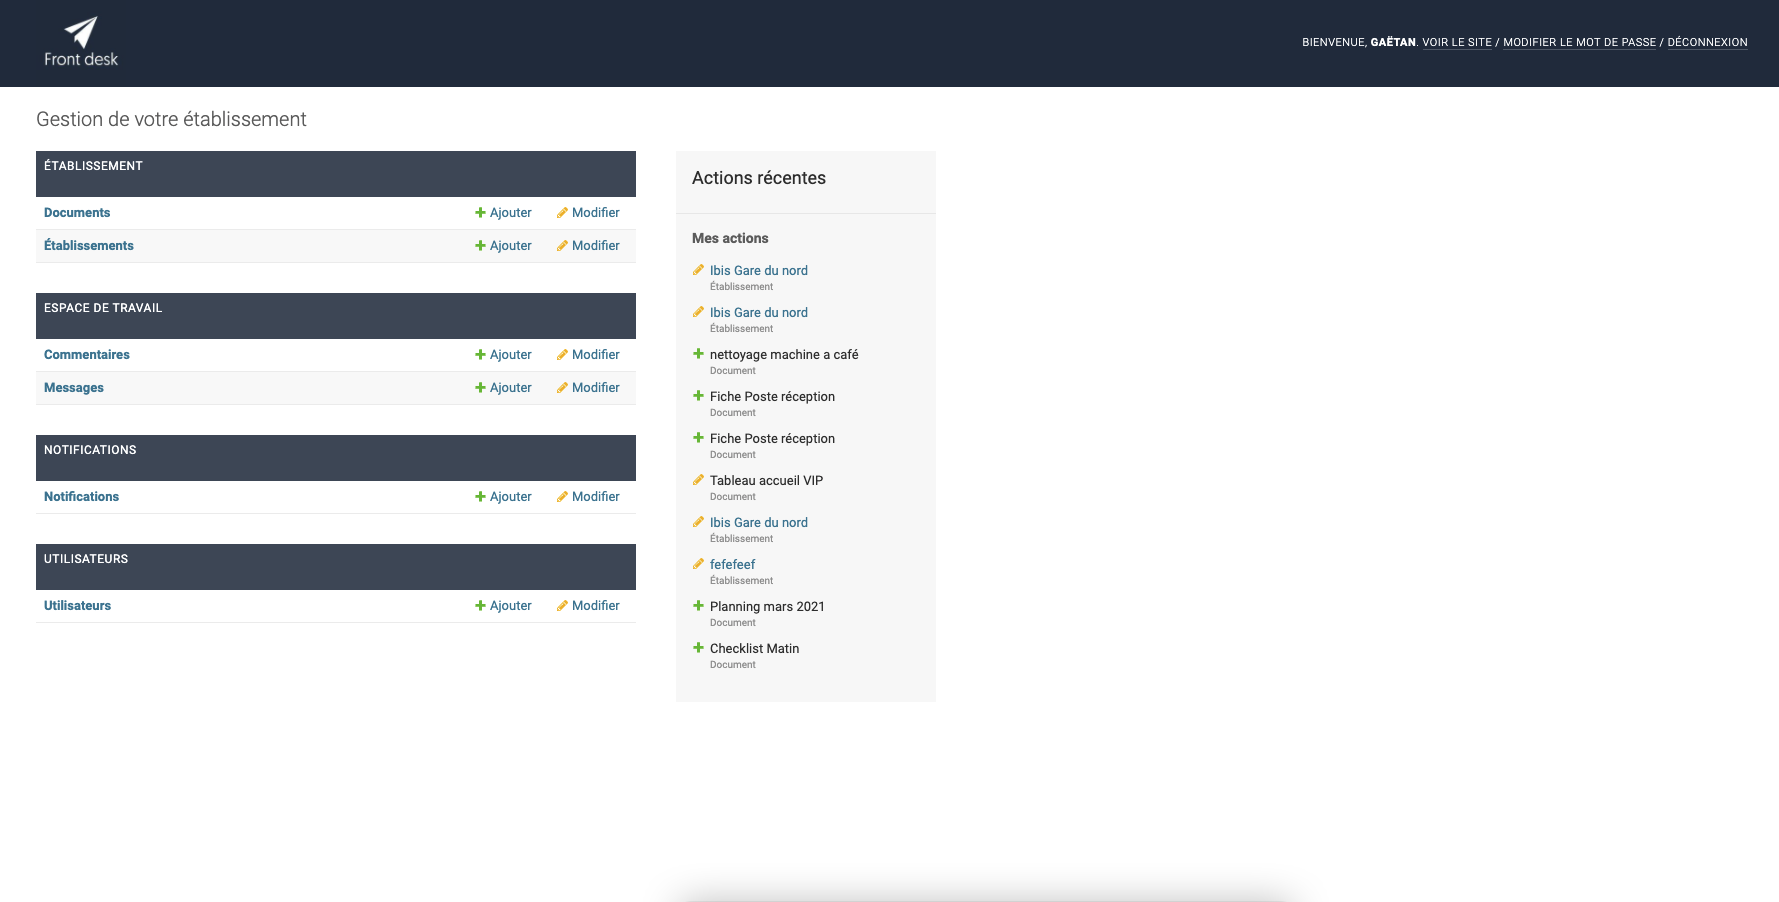 Front desk
BIENVENUE, GAËTAN. VOIR LE SITE / MODIFIER LE MOT DE PASSE / DÉCONNEXION
Gestion de votre établissement
ÉTABLISSEMENT
Documents Ajouter Modifier
Établissements Ajouter Modifier
ESPACE DE TRAVAIL
Commentaires Ajouter Modifier
Messages Ajouter Modifier
NOTIFICATIONS
Notifications Ajouter Modifier
UTILISATEURS
Utilisateurs Ajouter Modifier
Actions récentes
Mes actions
Ibis Gare du nord
Établissement
Ibis Gare du nord
Établissement
nettoyage machine a café
Document
Fiche Poste réception
Document
Fiche Poste réception
Document
Tableau accueil VIP
Document
Ibis Gare du nord
Établissement
fefefeef
Établissement
Planning mars 2021
Document
Checklist Matin
Document